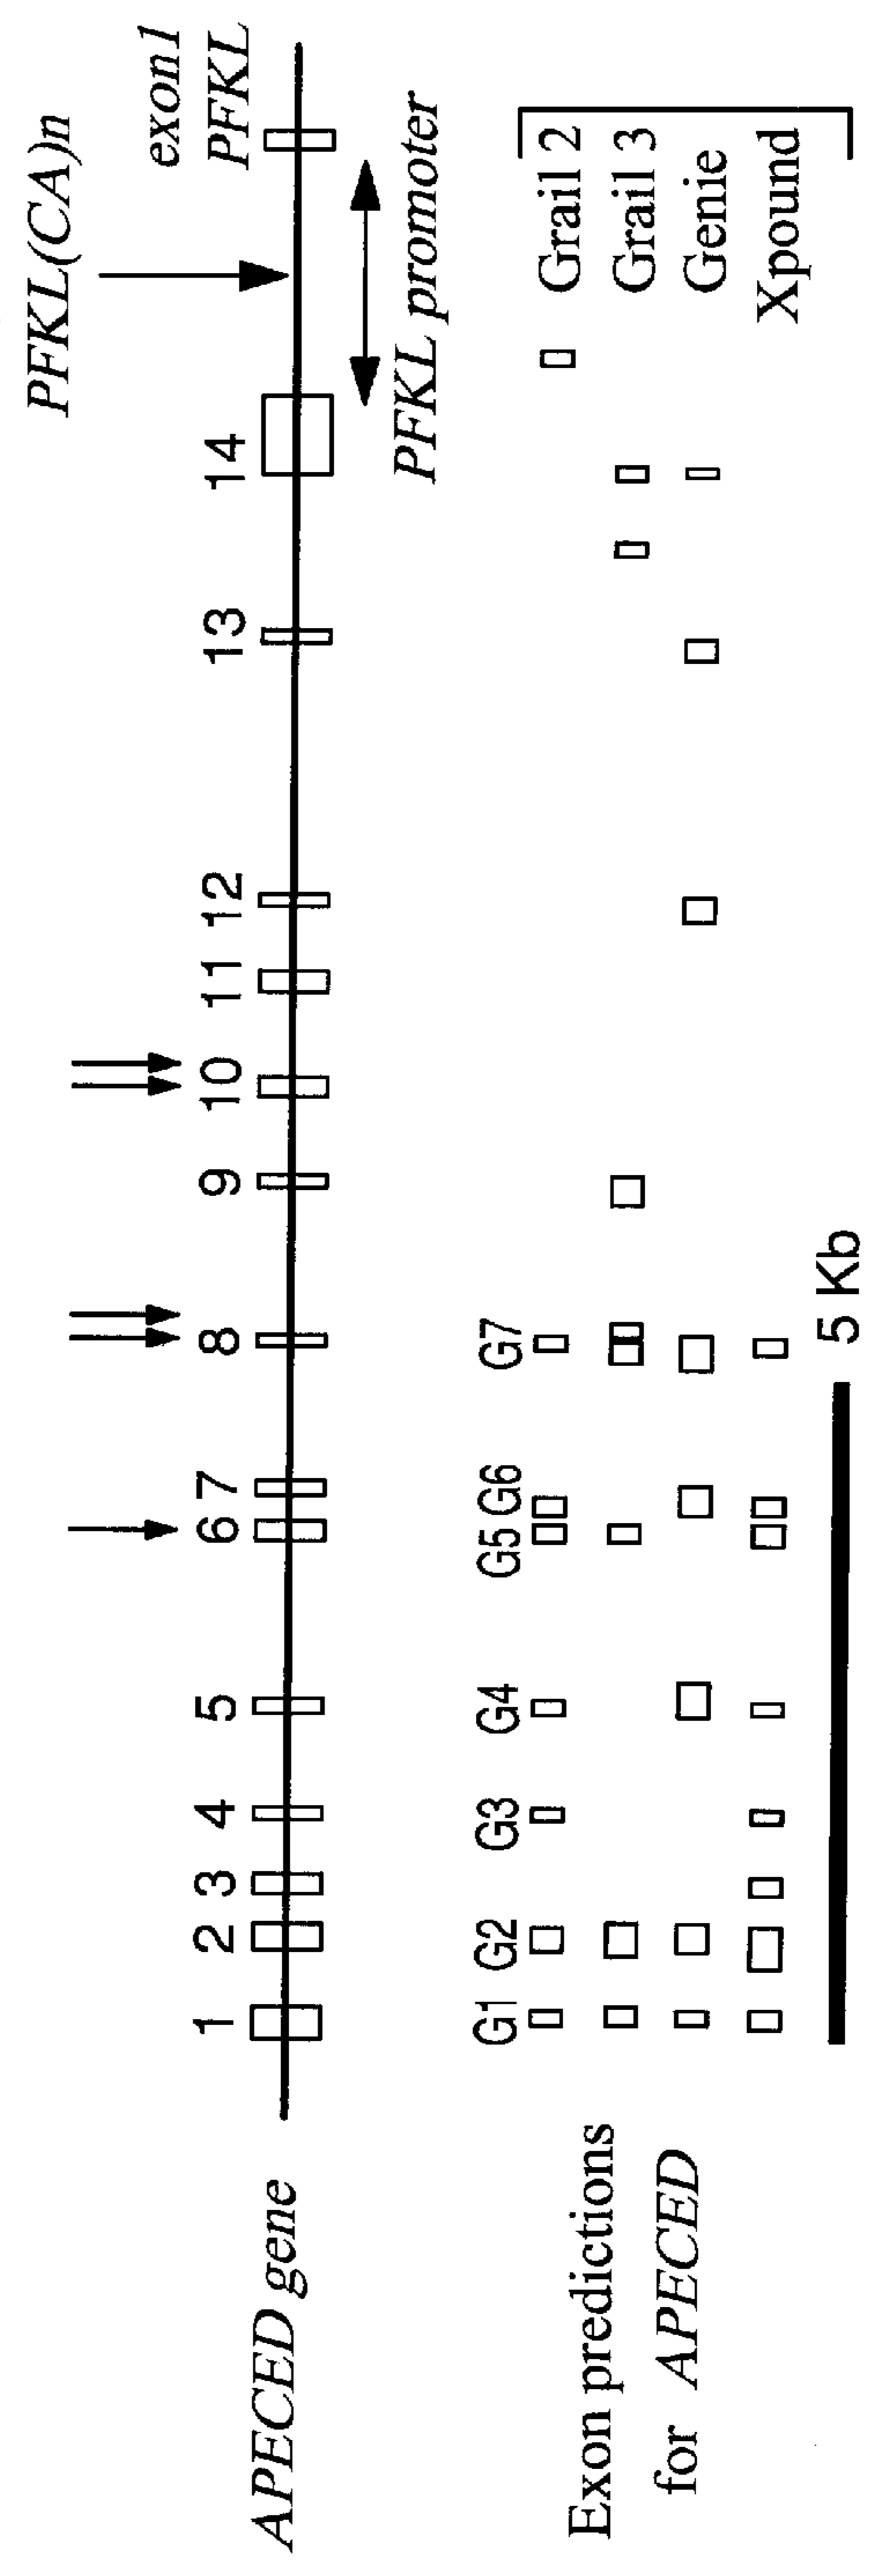 PFKL(CA)n
exon1
PFKL
1 2 3 4 5 6 7 8 9 10 11 12 13 14
APECED gene
PFKL promoter
G1 G2 G3 G4 G5 G6 G7
Exon predictions
for APECED
Grail 2
Grail 3
Genie
Xpound
5 Kb